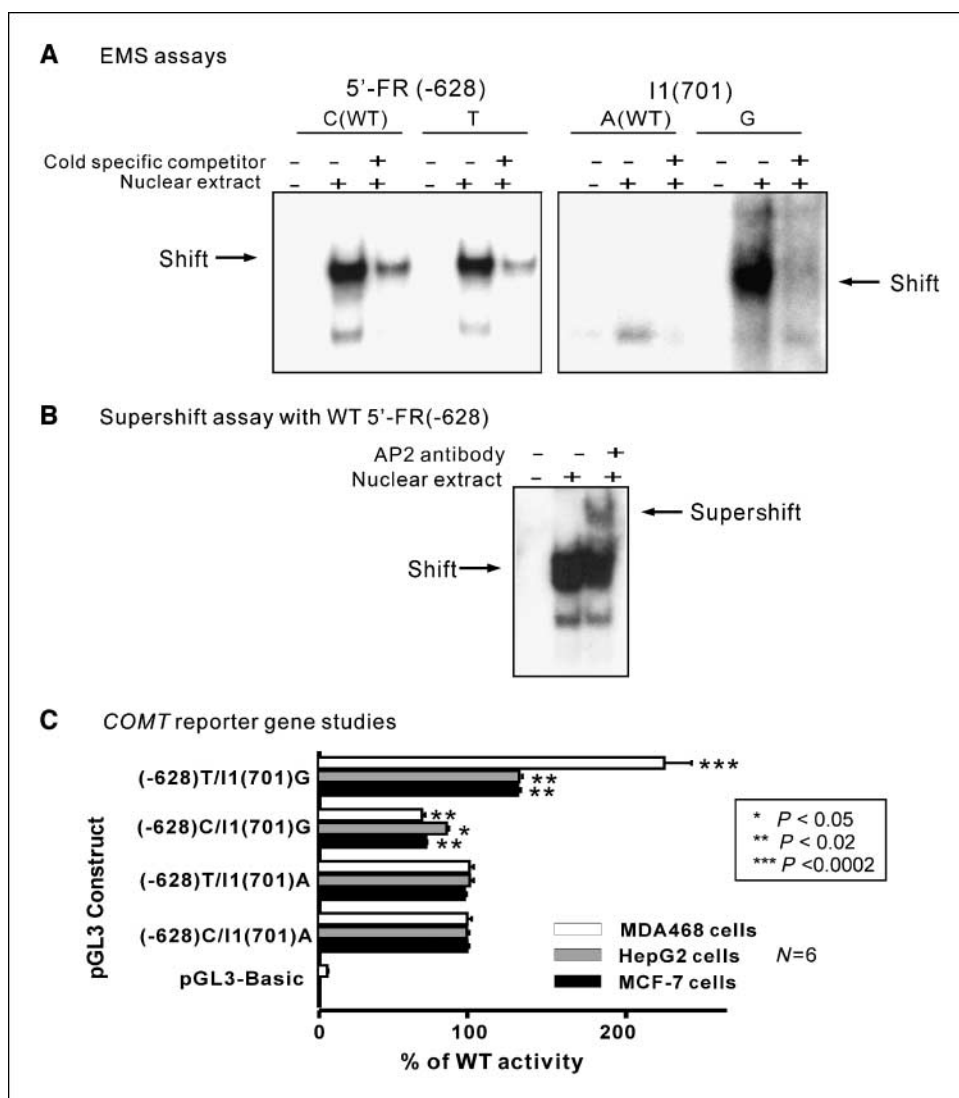 A EMS assays
5'-FR (-628) I1(701)
C(WT) T A(WT) G
Cold specific competitor - - + - - + - - + - - +
Nuclear extract - + + - + + - + + - + +
Shift
Shift
B Supershift assay with WT 5'-FR(-628)
AP2 antibody - - +
Nuclear extract - + +
Supershift
Shift
C COMT reporter gene studies
pGL3 Construct
(-628)T/I1(701)G
***
**
**
(-628)C/I1(701)G
**
*
**
(-628)T/I1(701)A
(-628)C/I1(701)A
pGL3-Basic
* P < 0.05
** P < 0.02
*** P <0.0002
MDA468 cells
HepG2 cells N=6
MCF-7 cells
0 100 200
% of WT activity